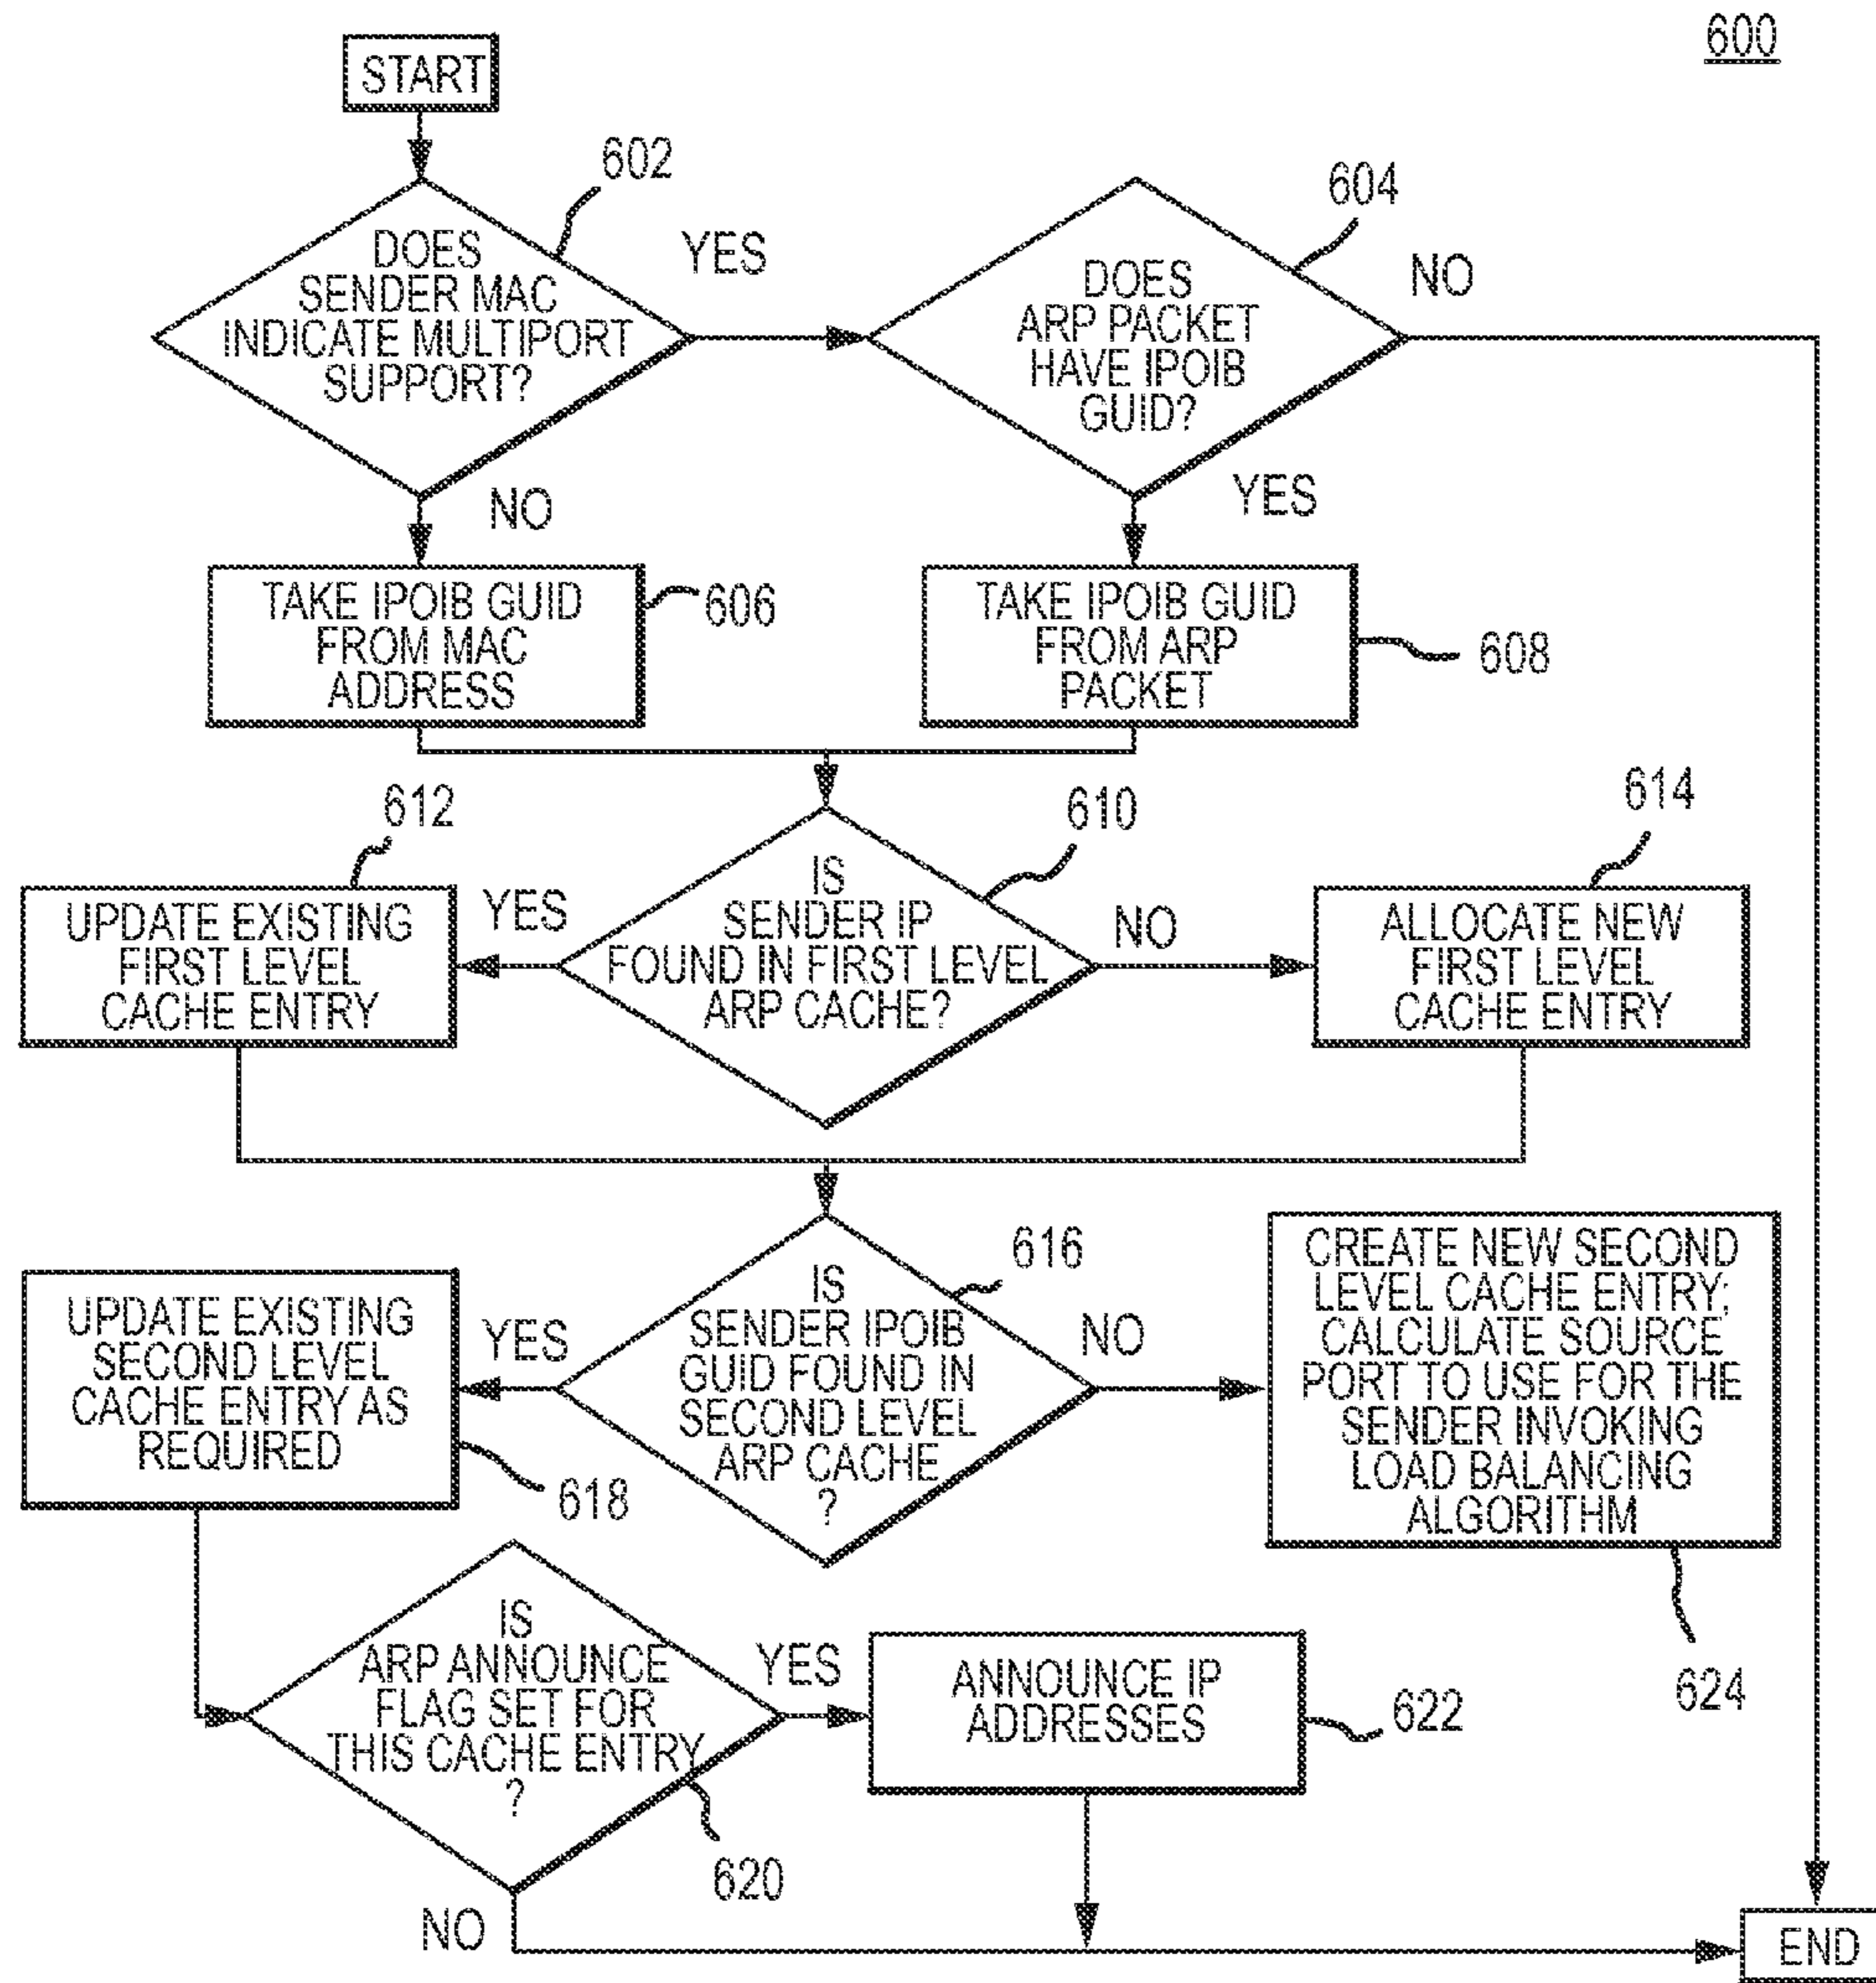 600
START
602
DOES
SENDER MAC
INDICATE MULTIPORT
SUPPORT?
YES
604
DOES
ARP PACKET
HAVE IPOIB
GUID?
NO
NO
YES
TAKE IPOIB GUID
FROM MAC
ADDRESS
606
TAKE IPOIB GUID
FROM ARP
PACKET
608
612
UPDATE EXISTING
FIRST LEVEL
CACHE ENTRY
YES
610
IS
SENDER IP
FOUND IN FIRST LEVEL
ARP CACHE?
NO
614
ALLOCATE NEW
FIRST LEVEL
CACHE ENTRY
UPDATE EXISTING
SECOND LEVEL
CACHE ENTRY AS
REQUIRED
618
YES
616
IS
SENDER IPOIB
GUID FOUND IN
SECOND LEVEL
ARP CACHE
?
NO
CREATE NEW SECOND
LEVEL CACHE ENTRY;
CALCULATE SOURCE
PORT TO USE FOR THE
SENDER INVOKING
LOAD BALANCING
ALGORITHM
624
IS
ARP ANNOUNCE
FLAG SET FOR
THIS CACHE ENTRY
?
620
YES
ANNOUNCE IP
ADDRESSES
622
NO
END